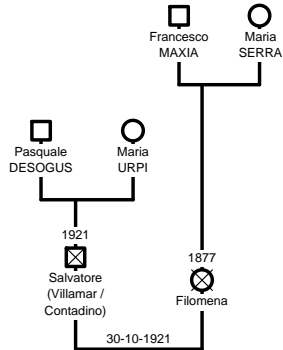 Francesco
MAXIA
Maria
SERRA
Pasquale
DESOGUS
Maria
URPI
1921
Salvatore
(Villamar /
Contadino)
1877
Filomena
30-10-1921